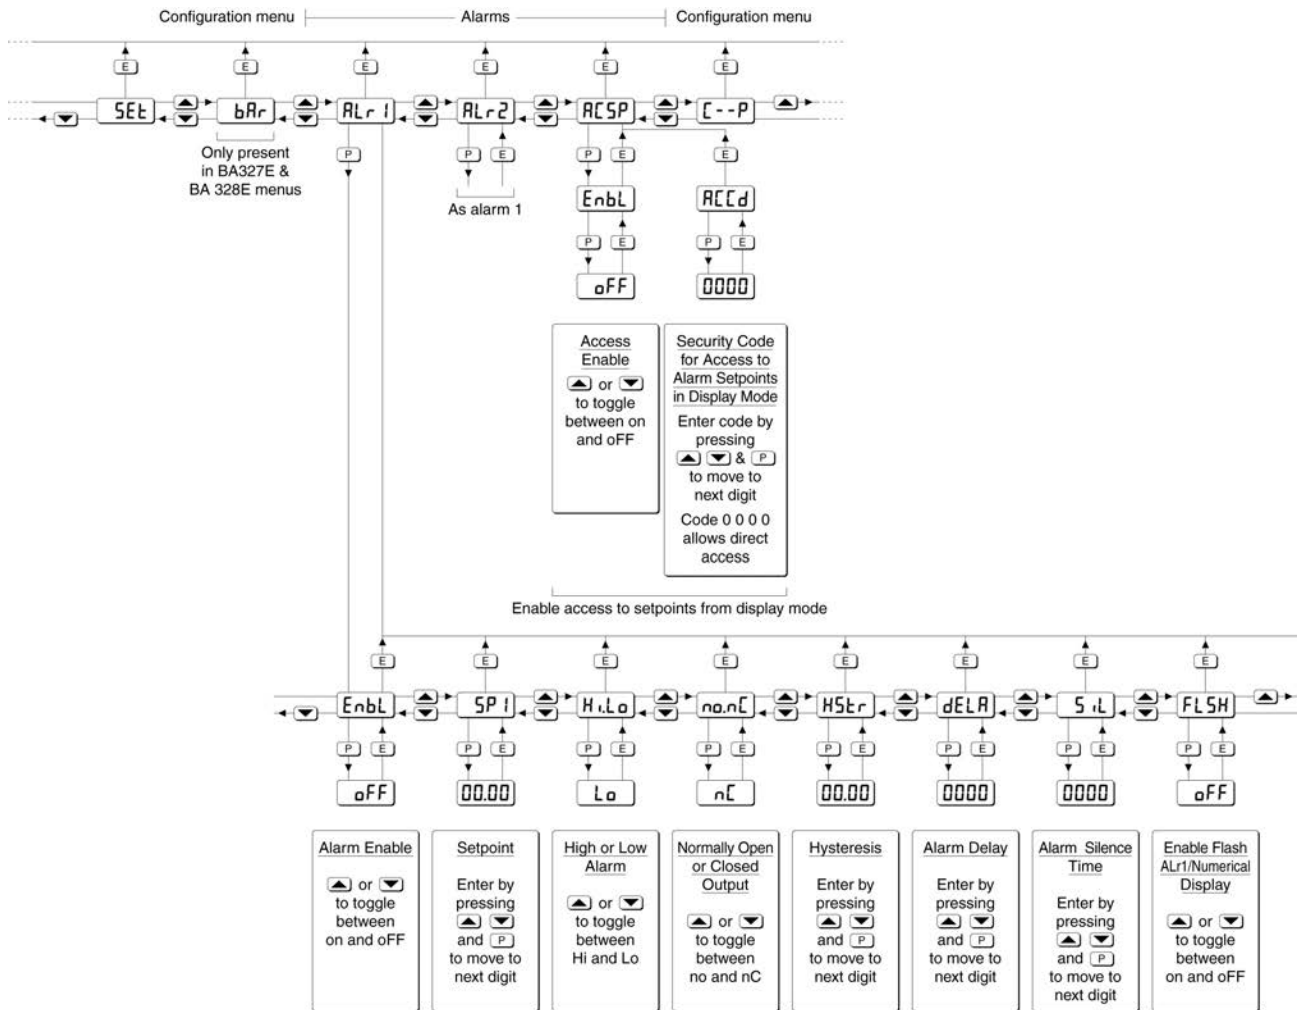 Configuration menu
Alarms
Configuration menu
E E E E E E
SEt bAr ALr1 ALr2 ACSP C--P
Only present
in BA327E &
BA 328E menus
P
P E
As alarm 1
P E
E
EnbL
ACCd
P E
P E
oFF
0000
Access
Enable
or
to toggle
between on
and oFF
Security Code
for Access to
Alarm Setpoints
in Display Mode
Enter code by
pressing
& P
to move to
next digit
Code 0 0 0 0
allows direct
access
Enable access to setpoints from display mode
E E E E E E E E
EnbL SP1 Hi.Lo no.nC HStr dELA SiL FLSH
P E P E P E P E P E P E P E P E
oFF 00.00 Lo nC 00.00 0000 0000 oFF
Alarm Enable
or
to toggle
between
on and oFF
Setpoint
Enter by
pressing
and P
to move to
next digit
High or Low
Alarm
or
to toggle
between
Hi and Lo
Normally Open
or Closed
Output
or
to toggle
between
no and nC
Hysteresis
Enter by
pressing
and P
to move to
next digit
Alarm Delay
Enter by
pressing
and P
to move to
next digit
Alarm Silence
Time
Enter by
pressing
and P
to move to
next digit
Enable Flash
ALr1/Numerical
Display
or
to toggle
between
on and oFF